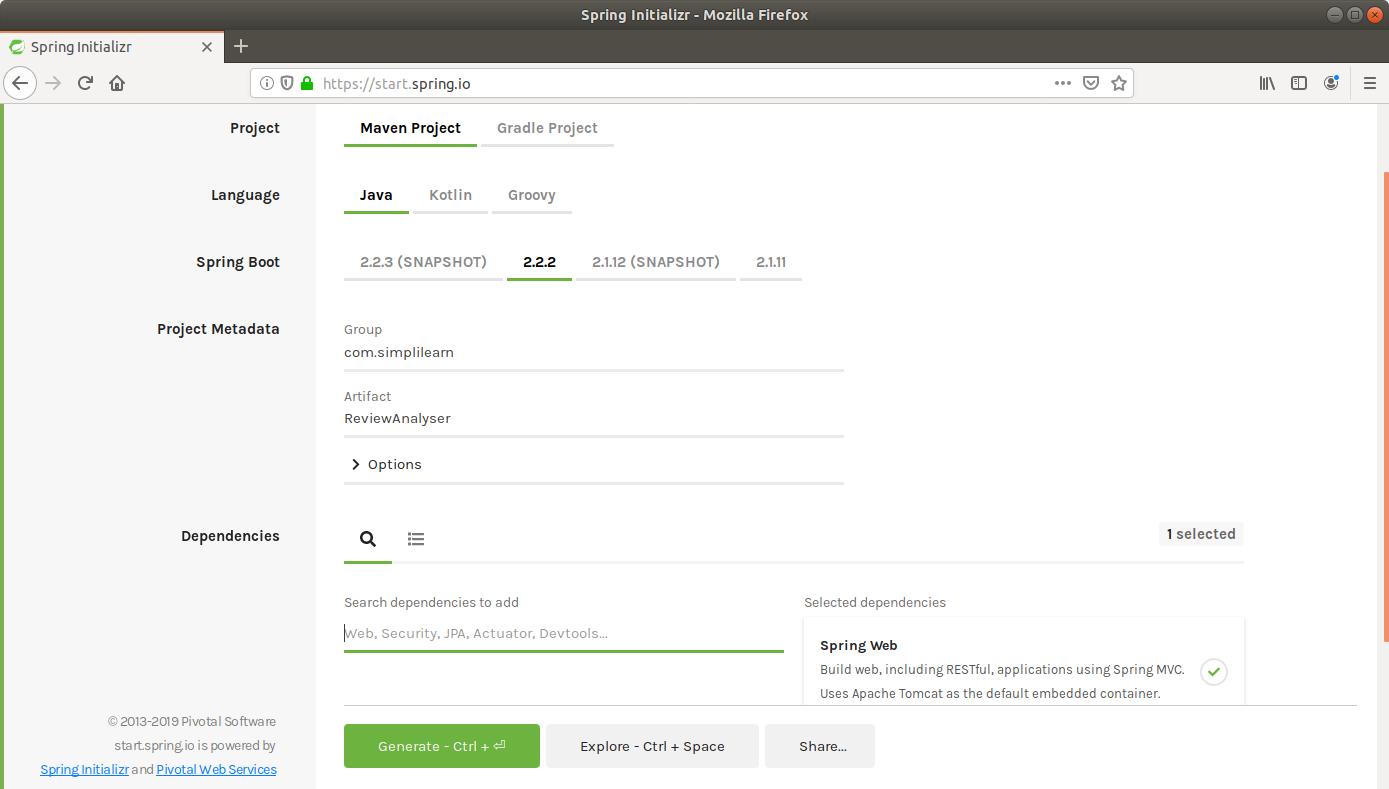 Spring Initializr - Mozilla Firefox
Spring Initializr
https://start.spring.io
Project
Maven Project Gradle Project
Language
Java Kotlin Groovy
Spring Boot
2.2.3 (SNAPSHOT) 2.2.2 2.1.12 (SNAPSHOT) 2.1.11
Project Metadata
Group
com.simplilearn
Artifact
ReviewAnalyser
Options
Dependencies
1 selected
Search dependencies to add
Web, Security, JPA, Actuator, Devtools...
Selected dependencies
Spring Web
Build web, including RESTful, applications using Spring MVC.
Uses Apache Tomcat as the default embedded container.
© 2013-2019 Pivotal Software
start.spring.io is powered by
Spring Initializr and Pivotal Web Services
Generate - Ctrl + ⏎
Explore - Ctrl + Space
Share...